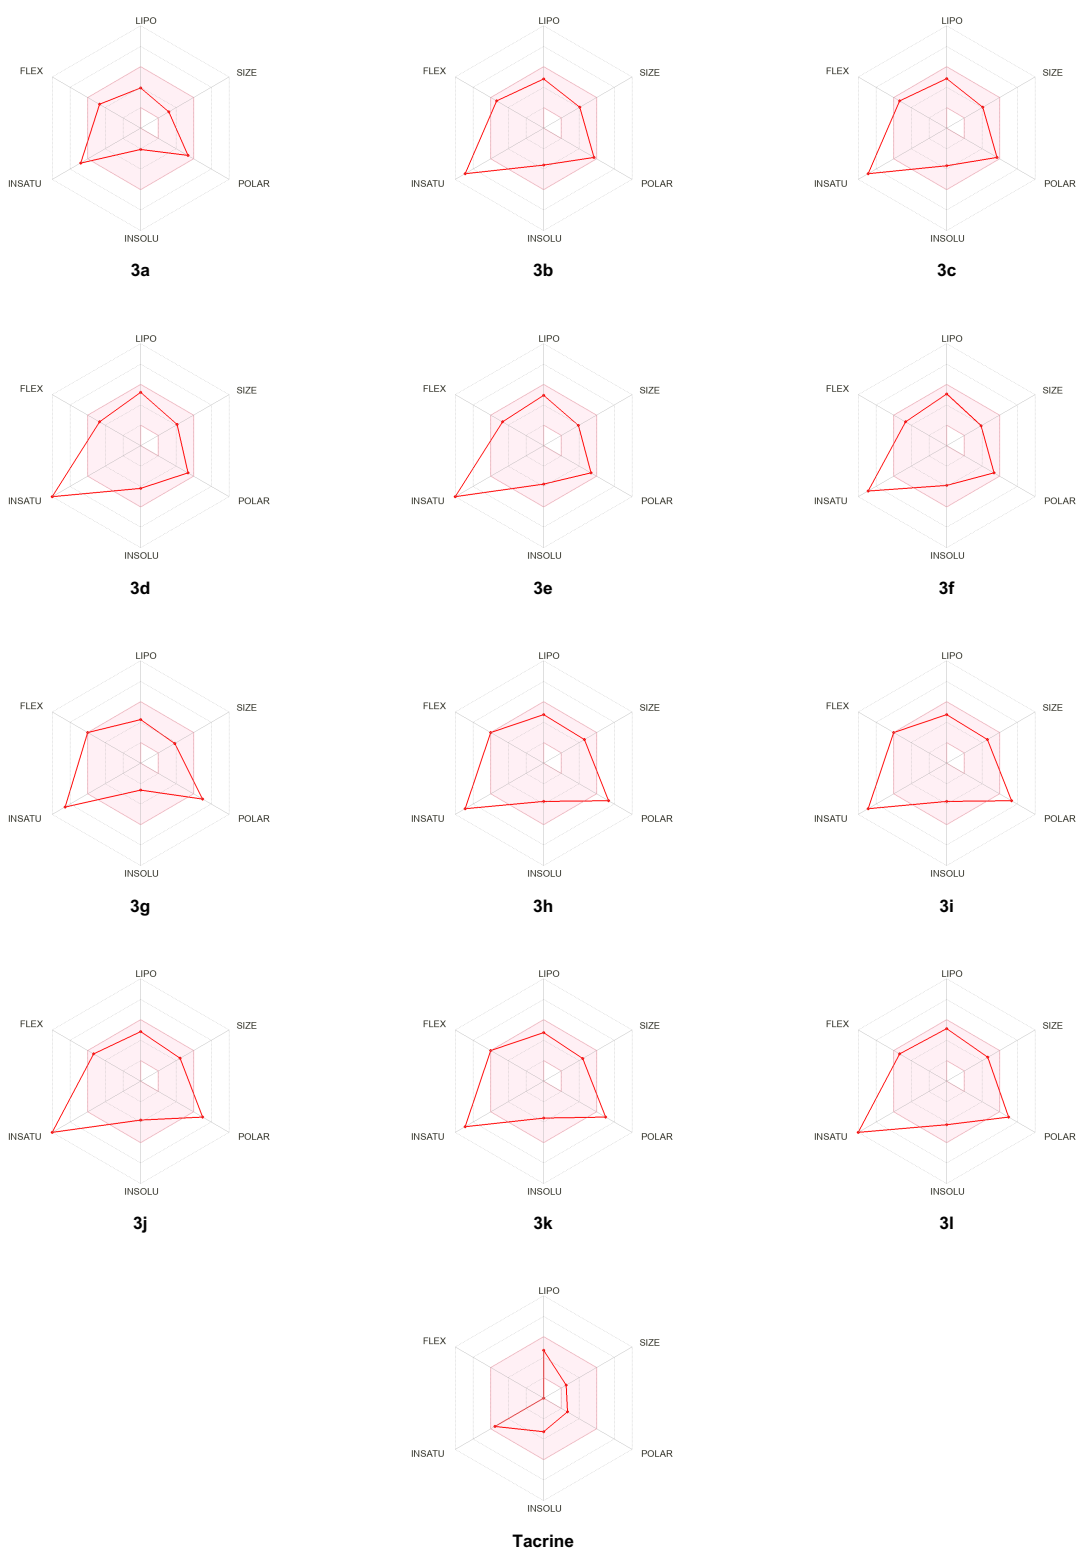 LIPO LIPO LIPO
FLEX SIZE FLEX SIZE FLEX SIZE
INSATU POLAR INSATU POLAR INSATU POLAR
INSOLU INSOLU INSOLU
3a 3b 3c
LIPO LIPO LIPO
FLEX SIZE FLEX SIZE FLEX SIZE
INSATU POLAR INSATU POLAR INSATU POLAR
INSOLU INSOLU INSOLU
3d 3e 3f
LIPO LIPO LIPO
FLEX SIZE FLEX SIZE FLEX SIZE
INSATU POLAR INSATU POLAR INSATU POLAR
INSOLU INSOLU INSOLU
3g 3h 3i
LIPO LIPO LIPO
FLEX SIZE FLEX SIZE FLEX SIZE
INSATU POLAR INSATU POLAR INSATU POLAR
INSOLU INSOLU INSOLU
3j 3k 3l
LIPO
FLEX SIZE
INSATU POLAR
INSOLU
Tacrine